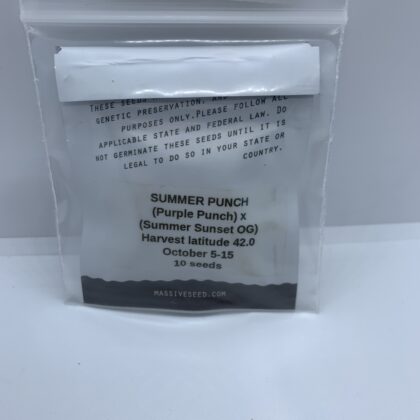 THESE SEEDS
GENETIC PRESERVATION. AND
PURPOSES ONLY. PLEASE FOLLOW ALL
APPLICABLE STATE AND FEDERAL LAW. DO
NOT GERMINATE THESE SEEDS UNTIL IT IS
LEGAL TO DO SO IN YOUR STATE OR
COUNTRY.
SUMMER PUNCH
(Purple Punch) x
(Summer Sunset OG)
Harvest latitude 42.0
October 5-15
10 seeds
MASSIVESEED.COM